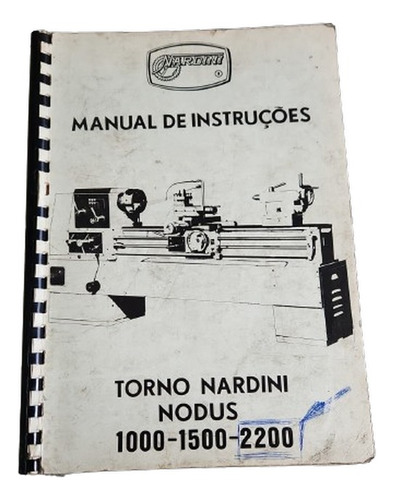 NARDINI
MANUAL DE INSTRUÇÕES
TORNO NARDINI
NODUS
1000-1500-2200